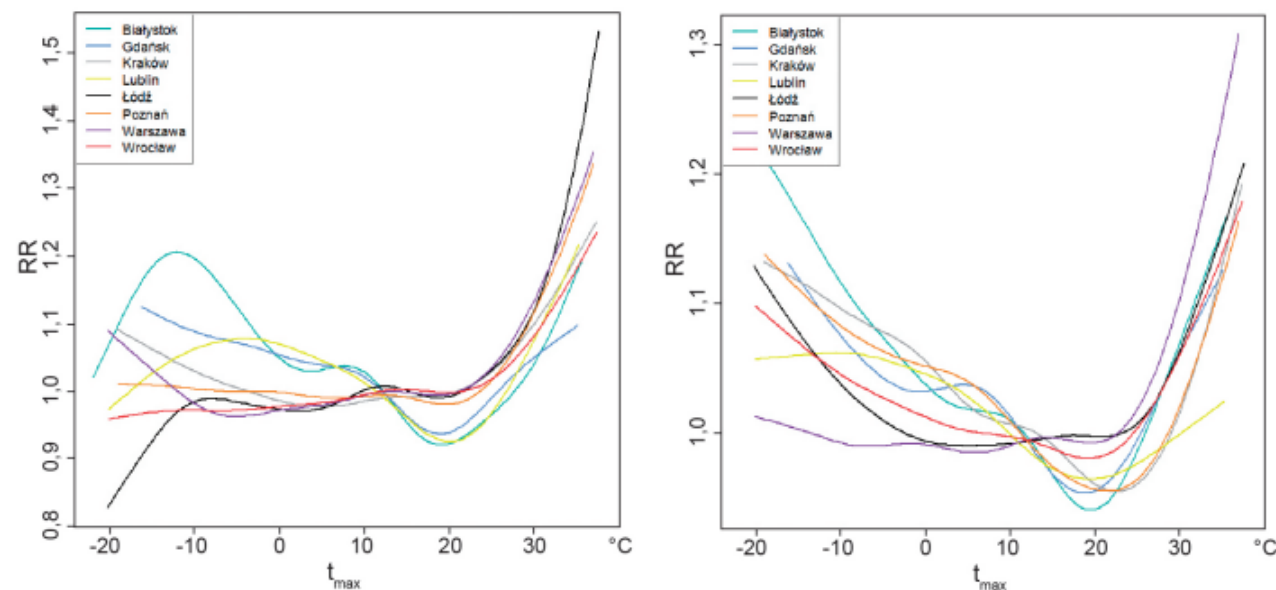 Białystok
Gdańsk
Kraków
Lublin
Łódź
Poznań
Warszawa
Wrocław
RR
1,5
1,4
1,3
1,2
1,1
1,0
0,9
0,8
-20 -10 0 10 20 30 °C
tmax
Białystok
Gdańsk
Kraków
Lublin
Łódź
Poznań
Warszawa
Wrocław
RR
1,3
1,2
1,1
1,0
-20 -10 0 10 20 30 °C
tmax